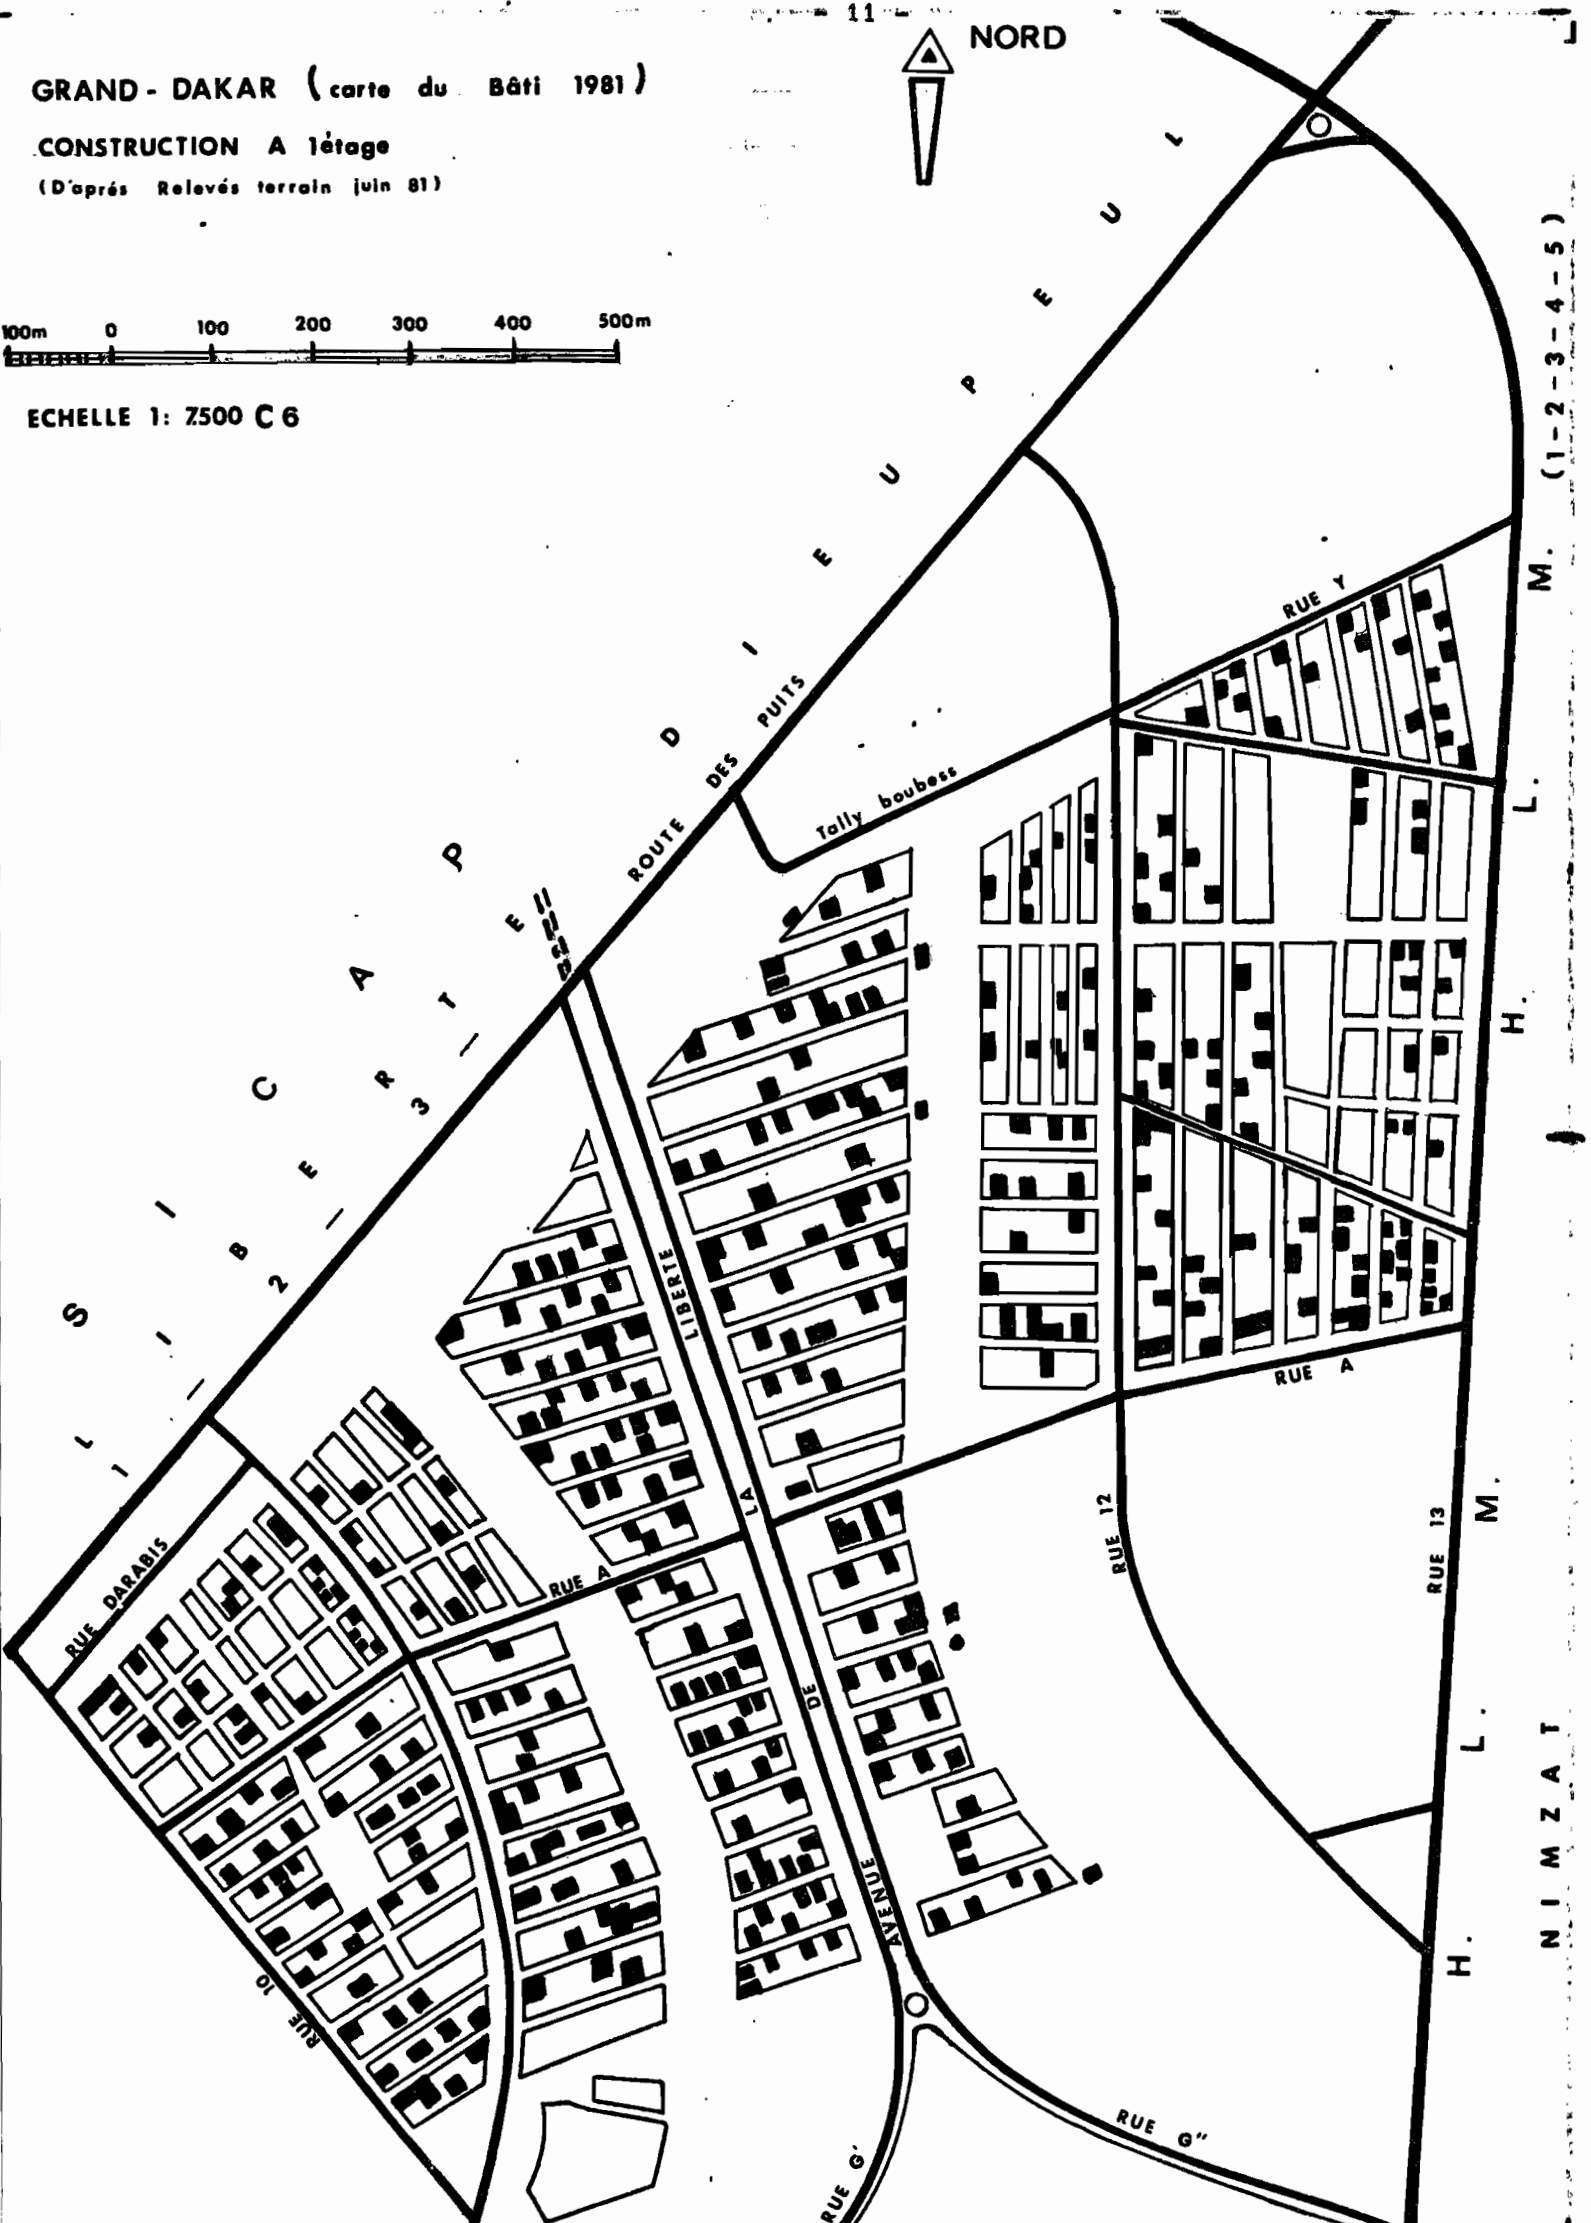 11
NORD
GRAND - DAKAR ( carte du Bâti 1981 )
CONSTRUCTION A 1étage
(D'aprés Relevés terrain juin 81)
100m 0 100 200 300 400 500m
ECHELLE 1: 7.500 C 6
SICAP
DIEUPEUL
LIBERTE
1 - 2 - 3 -
ROUTE DES PUITS
Tally boubess
RUE Y
H. L. M. (1-2-3-4-5)
AVENUE DE LA LIBERTE
RUE DARABIS
RUE A
RUE A
RUE 12
RUE 13
RUE 10
H. L. M.
NIMZAT
RUE G'
RUE G"